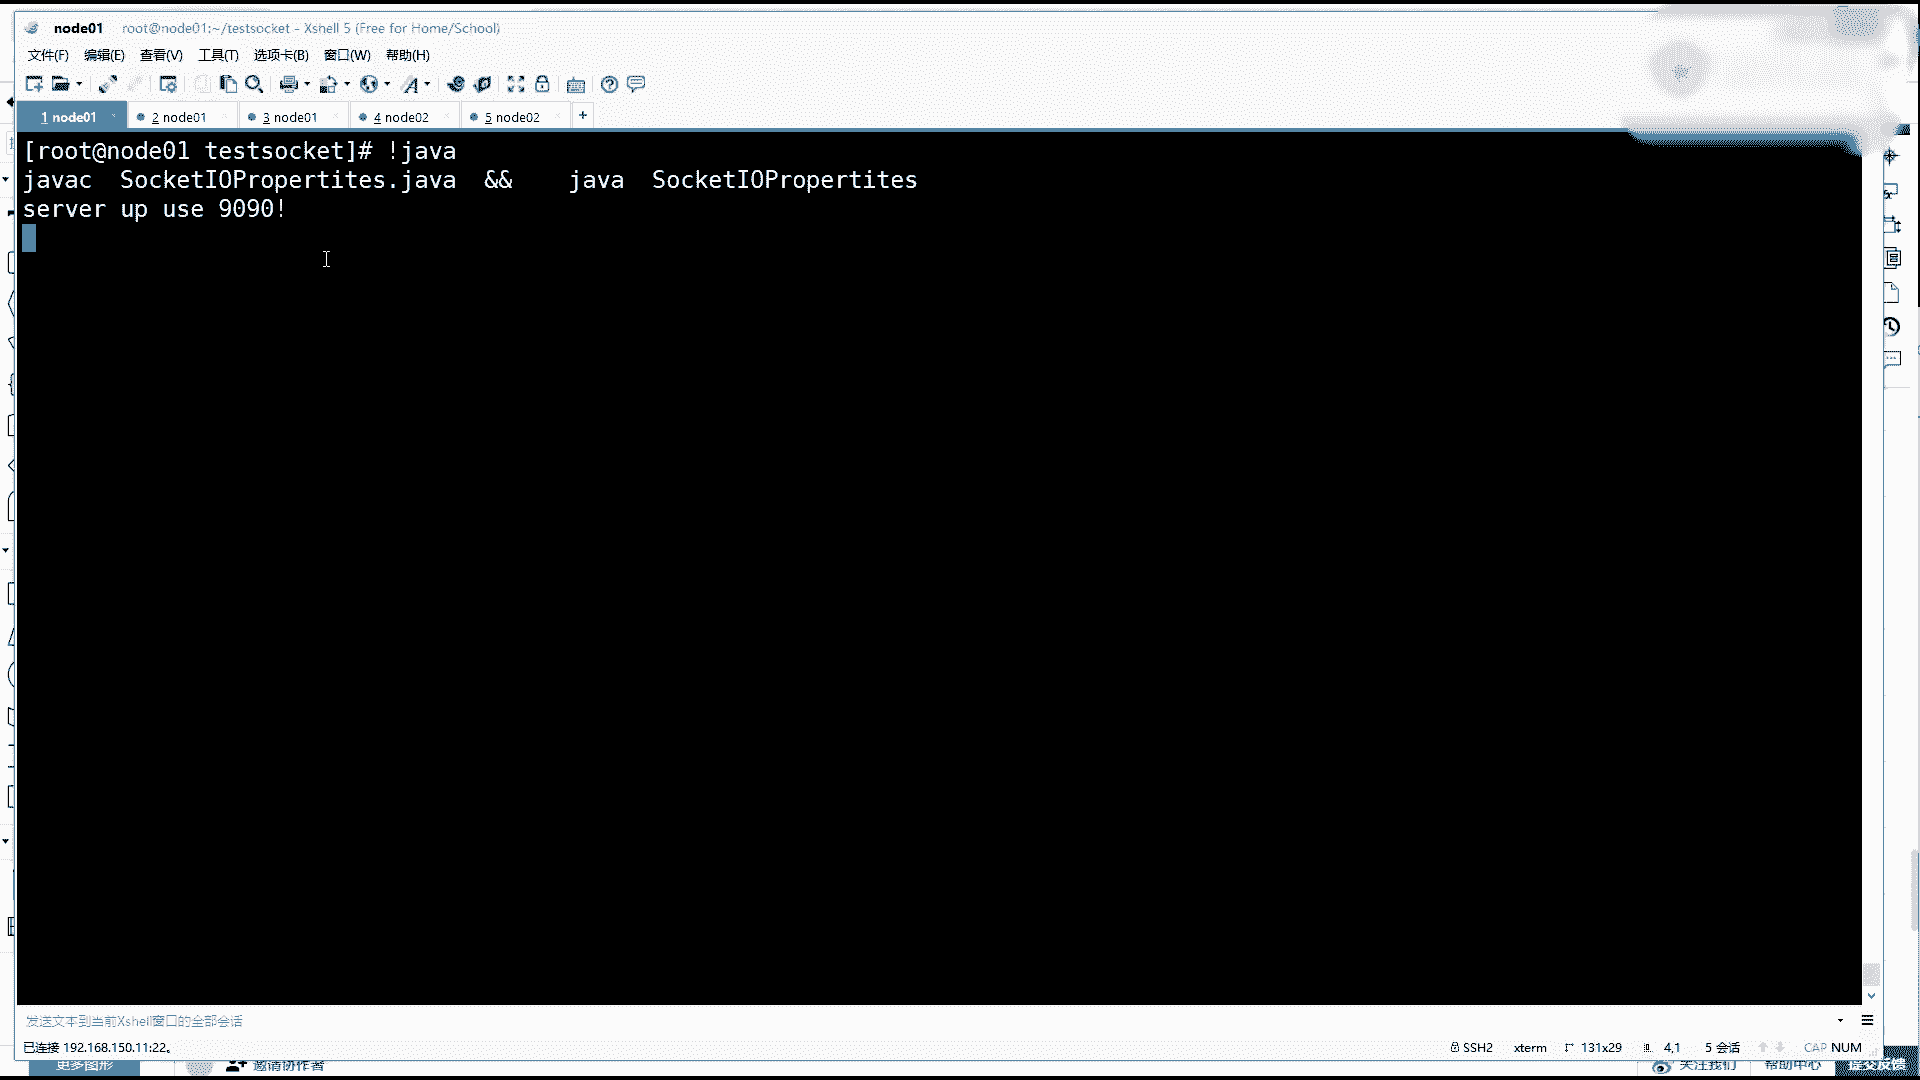 node01 root@node01:~/testsocket - Xshell 5 (Free for Home/School)
文件(F) 编辑(E) 查看(V) 工具(T) 选项卡(B) 窗口(W) 帮助(H)
1 node01 2 node01 3 node01 4 node02 5 node02 +
[root@node01 testsocket]# !java
javac SocketIOPropertites.java && java SocketIOPropertites
server up use 9090!
发送文本到当前Xshell窗口的全部会话
已连接 192.168.150.11:22。 SSH2 xterm 131x29 4,1 5 会话 CAP NUM
更多图形 邀请协作者 关注我们 帮助中心 提交反馈